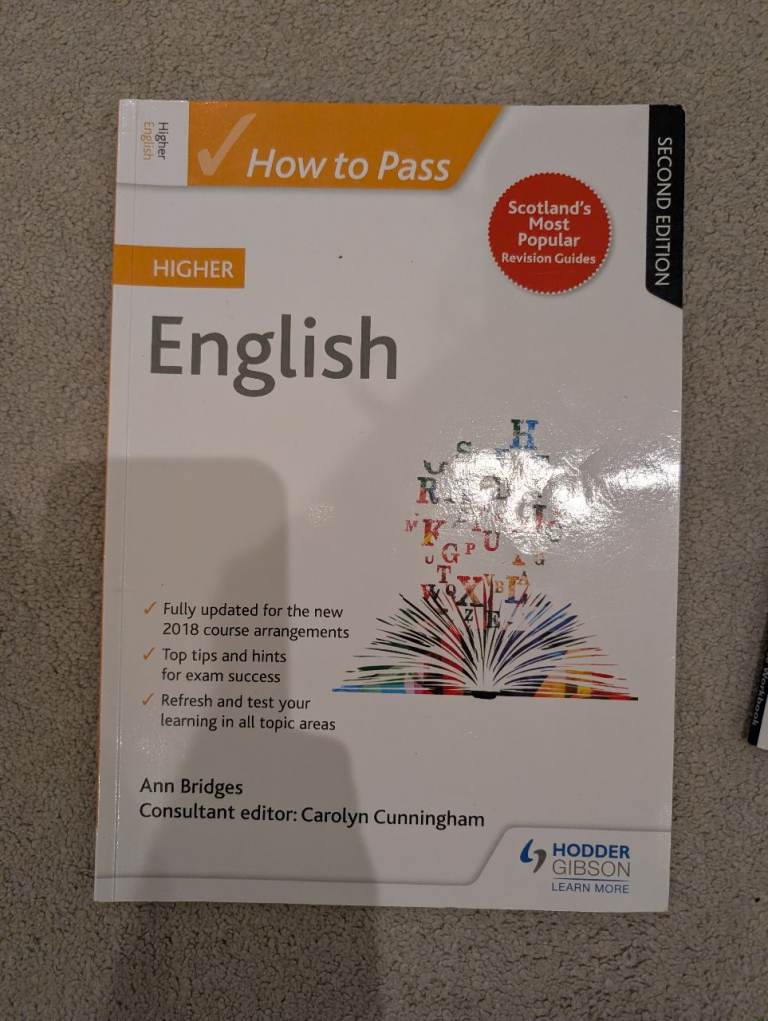 Higher
English
How to Pass
SECOND EDITION
Scotland's
Most
Popular
Revision Guides
HIGHER
English
✓ Fully updated for the new
2018 course arrangements
✓ Top tips and hints
for exam success
✓ Refresh and test your
learning in all topic areas
Ann Bridges
Consultant editor: Carolyn Cunningham
HODDER
GIBSON
LEARN MORE
Workbook